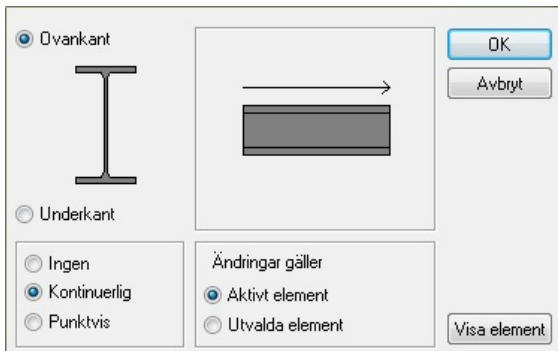 Ovankant
Underkant
Ingen
Kontinuerlig
Punktvis
Ändringar gäller
Aktivt element
Utvalda element
OK
Avbryt
Visa element